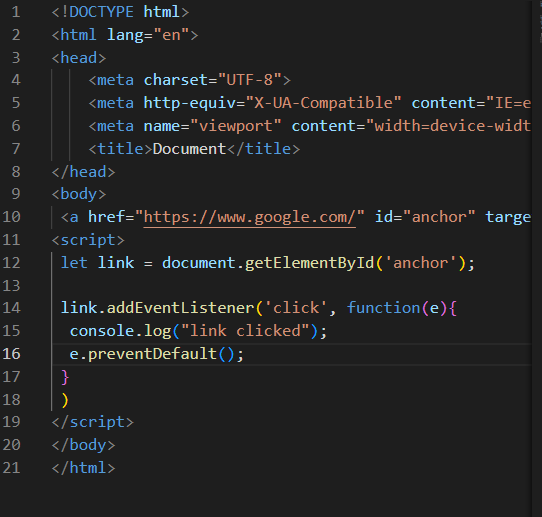 1 <!DOCTYPE html>
2 <html lang="en">
3 <head>
4 <meta charset="UTF-8">
5 <meta http-equiv="X-UA-Compatible" content="IE=e
6 <meta name="viewport" content="width=device-widt
7 <title>Document</title>
8 </head>
9 <body>
10 <a href="https://www.google.com/" id="anchor" targe
11 <script>
12 let link = document.getElementById('anchor');
13
14 link.addEventListener('click', function(e){
15 console.log("link clicked");
16 e.preventDefault();
17 }
18 )
19 </script>
20 </body>
21 </html>